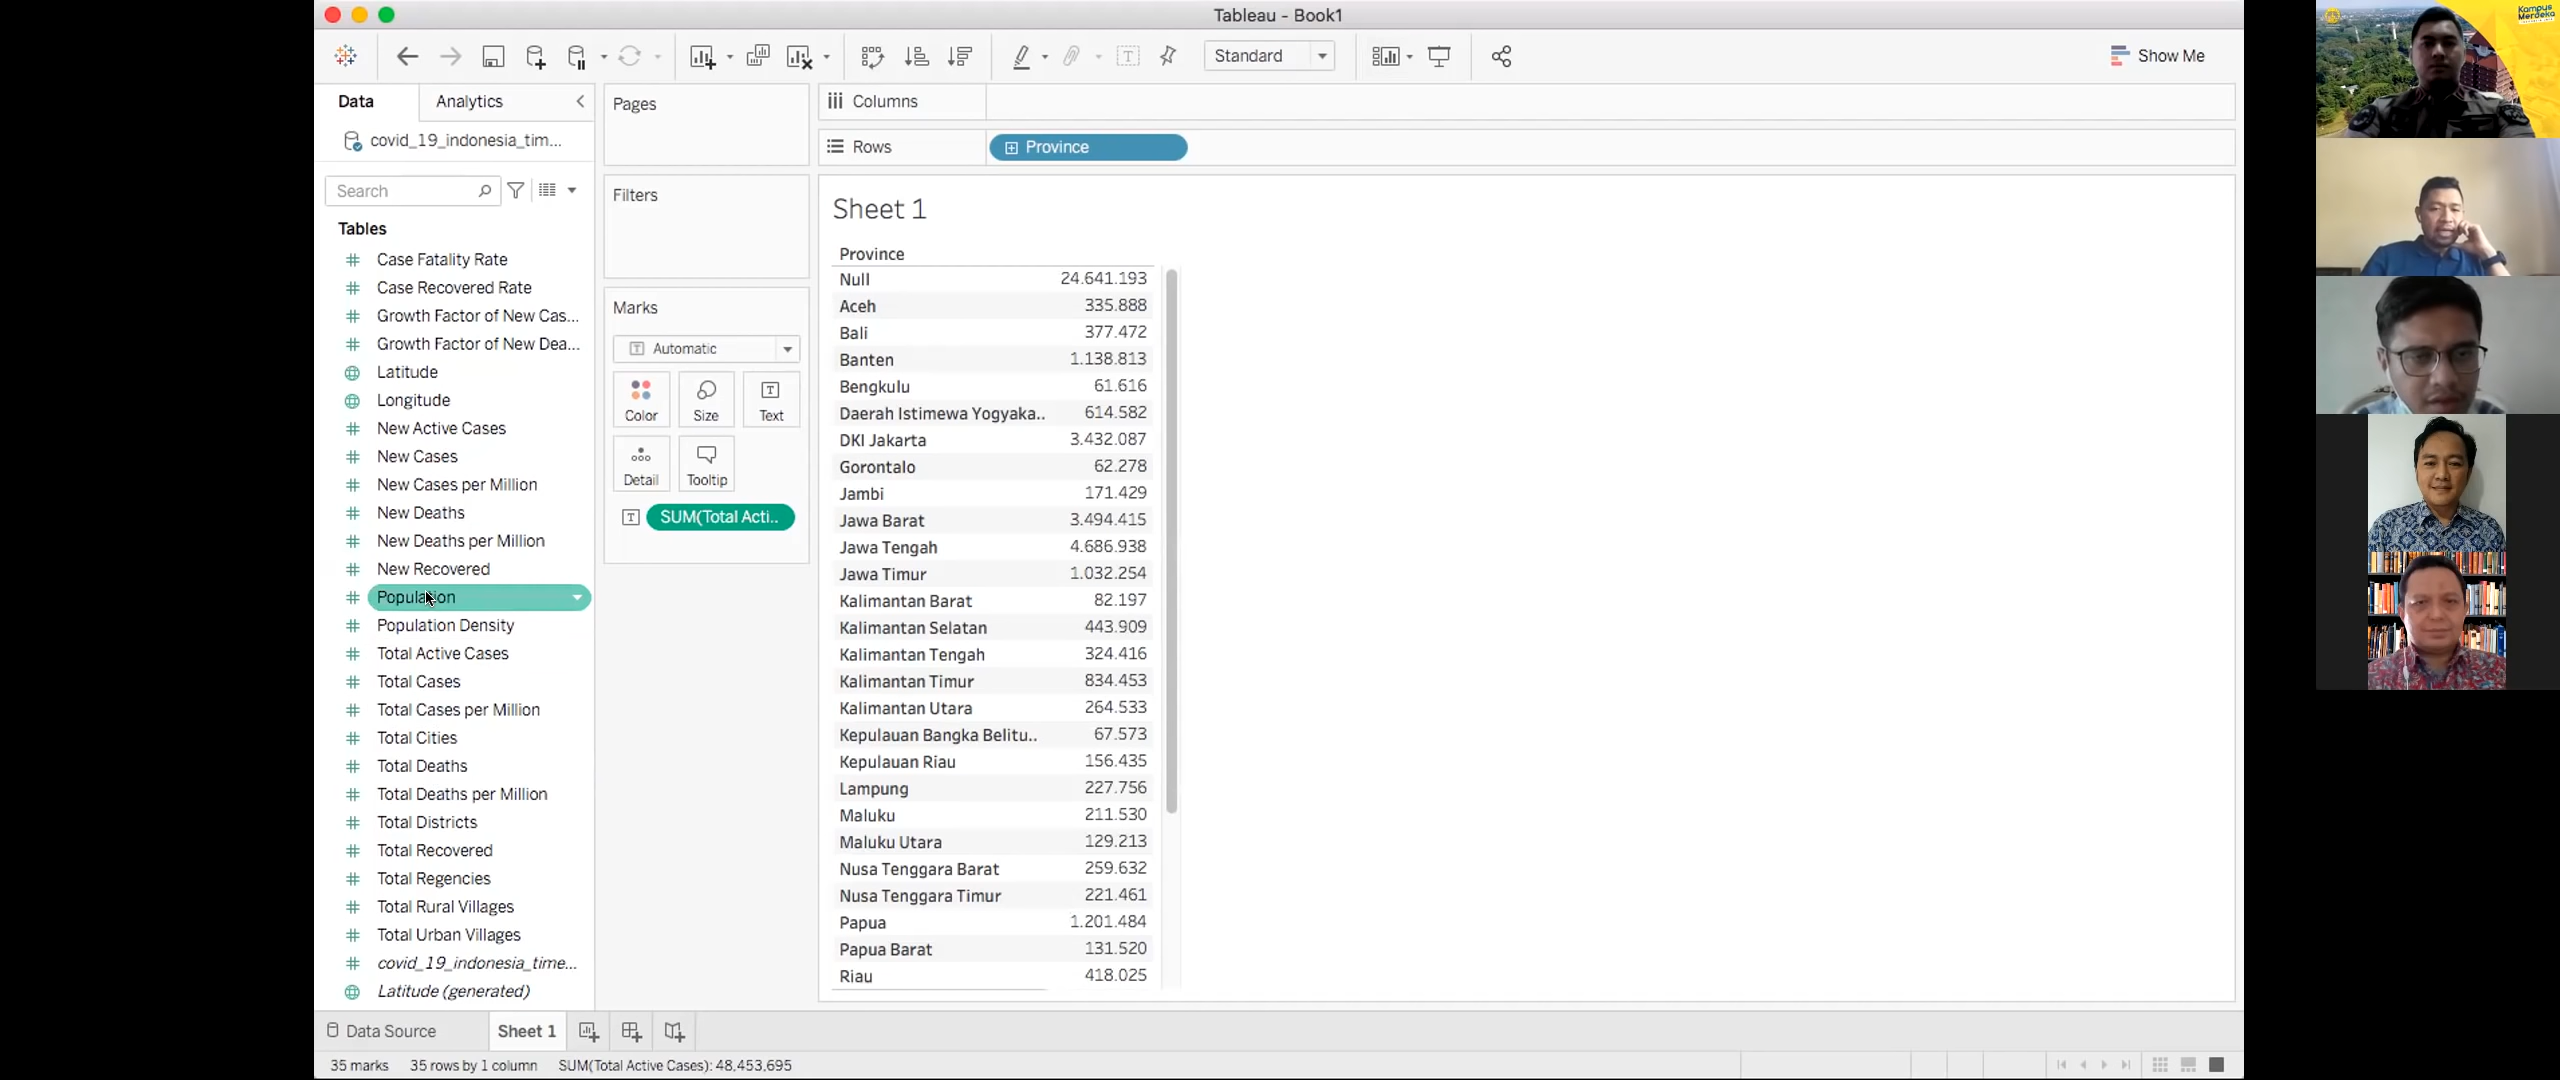 Tableau - Book1
Standard
Show Me
Data
Analytics
covid_19_indonesia_tim...
Search
Tables
Case Fatality Rate
Case Recovered Rate
Growth Factor of New Cas...
Growth Factor of New Dea...
Latitude
Longitude
New Active Cases
New Cases
New Cases per Million
New Deaths
New Deaths per Million
New Recovered
Population
Population Density
Total Active Cases
Total Cases
Total Cases per Million
Total Cities
Total Deaths
Total Deaths per Million
Total Districts
Total Recovered
Total Regencies
Total Rural Villages
Total Urban Villages
covid_19_indonesia_time...
Latitude (generated)
Pages
Filters
Marks
Automatic
Color
Size
Text
Detail
Tooltip
SUM(Total Acti..
Columns
Rows
Province
Sheet 1
Province
Null 24.641.193
Aceh 335.888
Bali 377.472
Banten 1.138.813
Bengkulu 61.616
Daerah Istimewa Yogyaka.. 614.582
DKI Jakarta 3.432.087
Gorontalo 62.278
Jambi 171.429
Jawa Barat 3.494.415
Jawa Tengah 4.686.938
Jawa Timur 1.032.254
Kalimantan Barat 82.197
Kalimantan Selatan 443.909
Kalimantan Tengah 324.416
Kalimantan Timur 834.453
Kalimantan Utara 264.533
Kepulauan Bangka Belitu.. 67.573
Kepulauan Riau 156.435
Lampung 227.756
Maluku 211.530
Maluku Utara 129.213
Nusa Tenggara Barat 259.632
Nusa Tenggara Timur 221.461
Papua 1.201.484
Papua Barat 131.520
Riau 418.025
Data Source
Sheet 1
35 marks
35 rows by 1 column
SUM(Total Active Cases): 48,453,695
Kampus
Merdeka